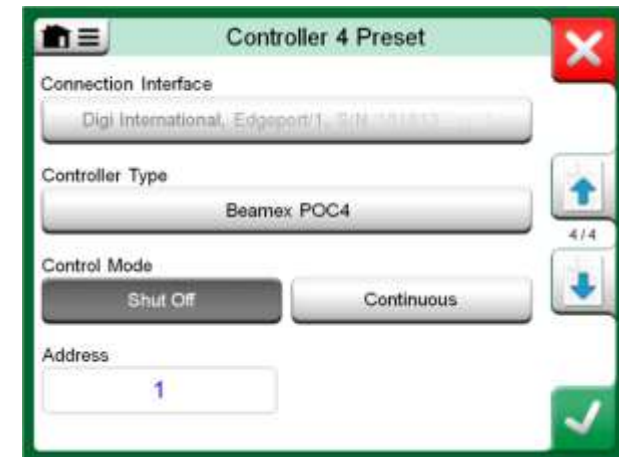 Controller 4 Preset
Connection Interface
Digi International, Edgeport/1, S/N
Controller Type
Beamex POC4
4 / 4
Control Mode
Shut Off
Continuous
Address
1